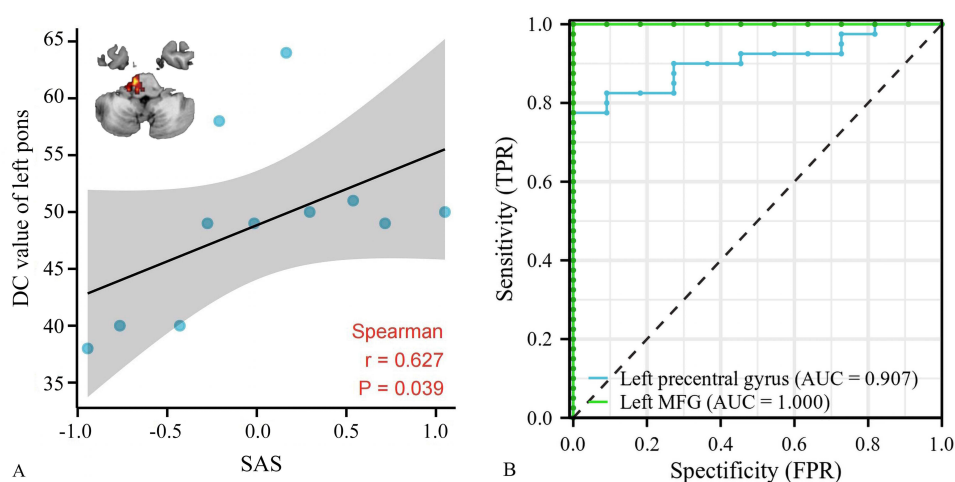 65
60
55
50
45
40
35
DC value of left pons
Spearman
r = 0.627
P = 0.039
-1.0
-0.5
0.0
0.5
1.0
SAS
A
1.0
0.8
0.6
0.4
0.2
0.0
Sensitivity (TPR)
Left precentral gyrus (AUC = 0.907)
Left MFG (AUC = 1.000)
0.0
0.2
0.4
0.6
0.8
1.0
Spectificity (FPR)
B